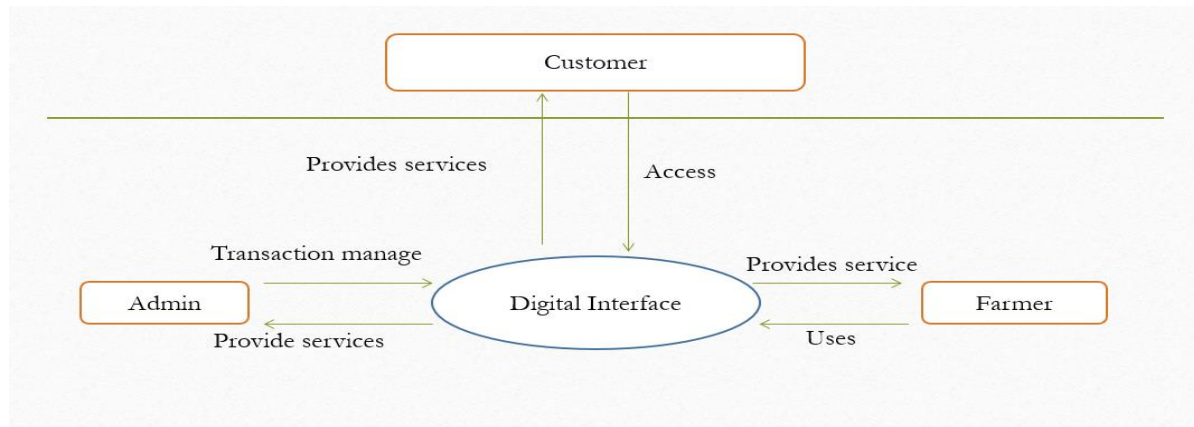 Customer
Provides services
Access
Transaction manage
Provides service
Admin
Digital Interface
Farmer
Provide services
Uses